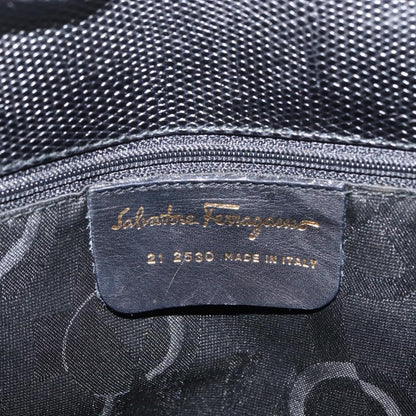 Salvatore Ferragamo
21 2530 MADE IN ITALY